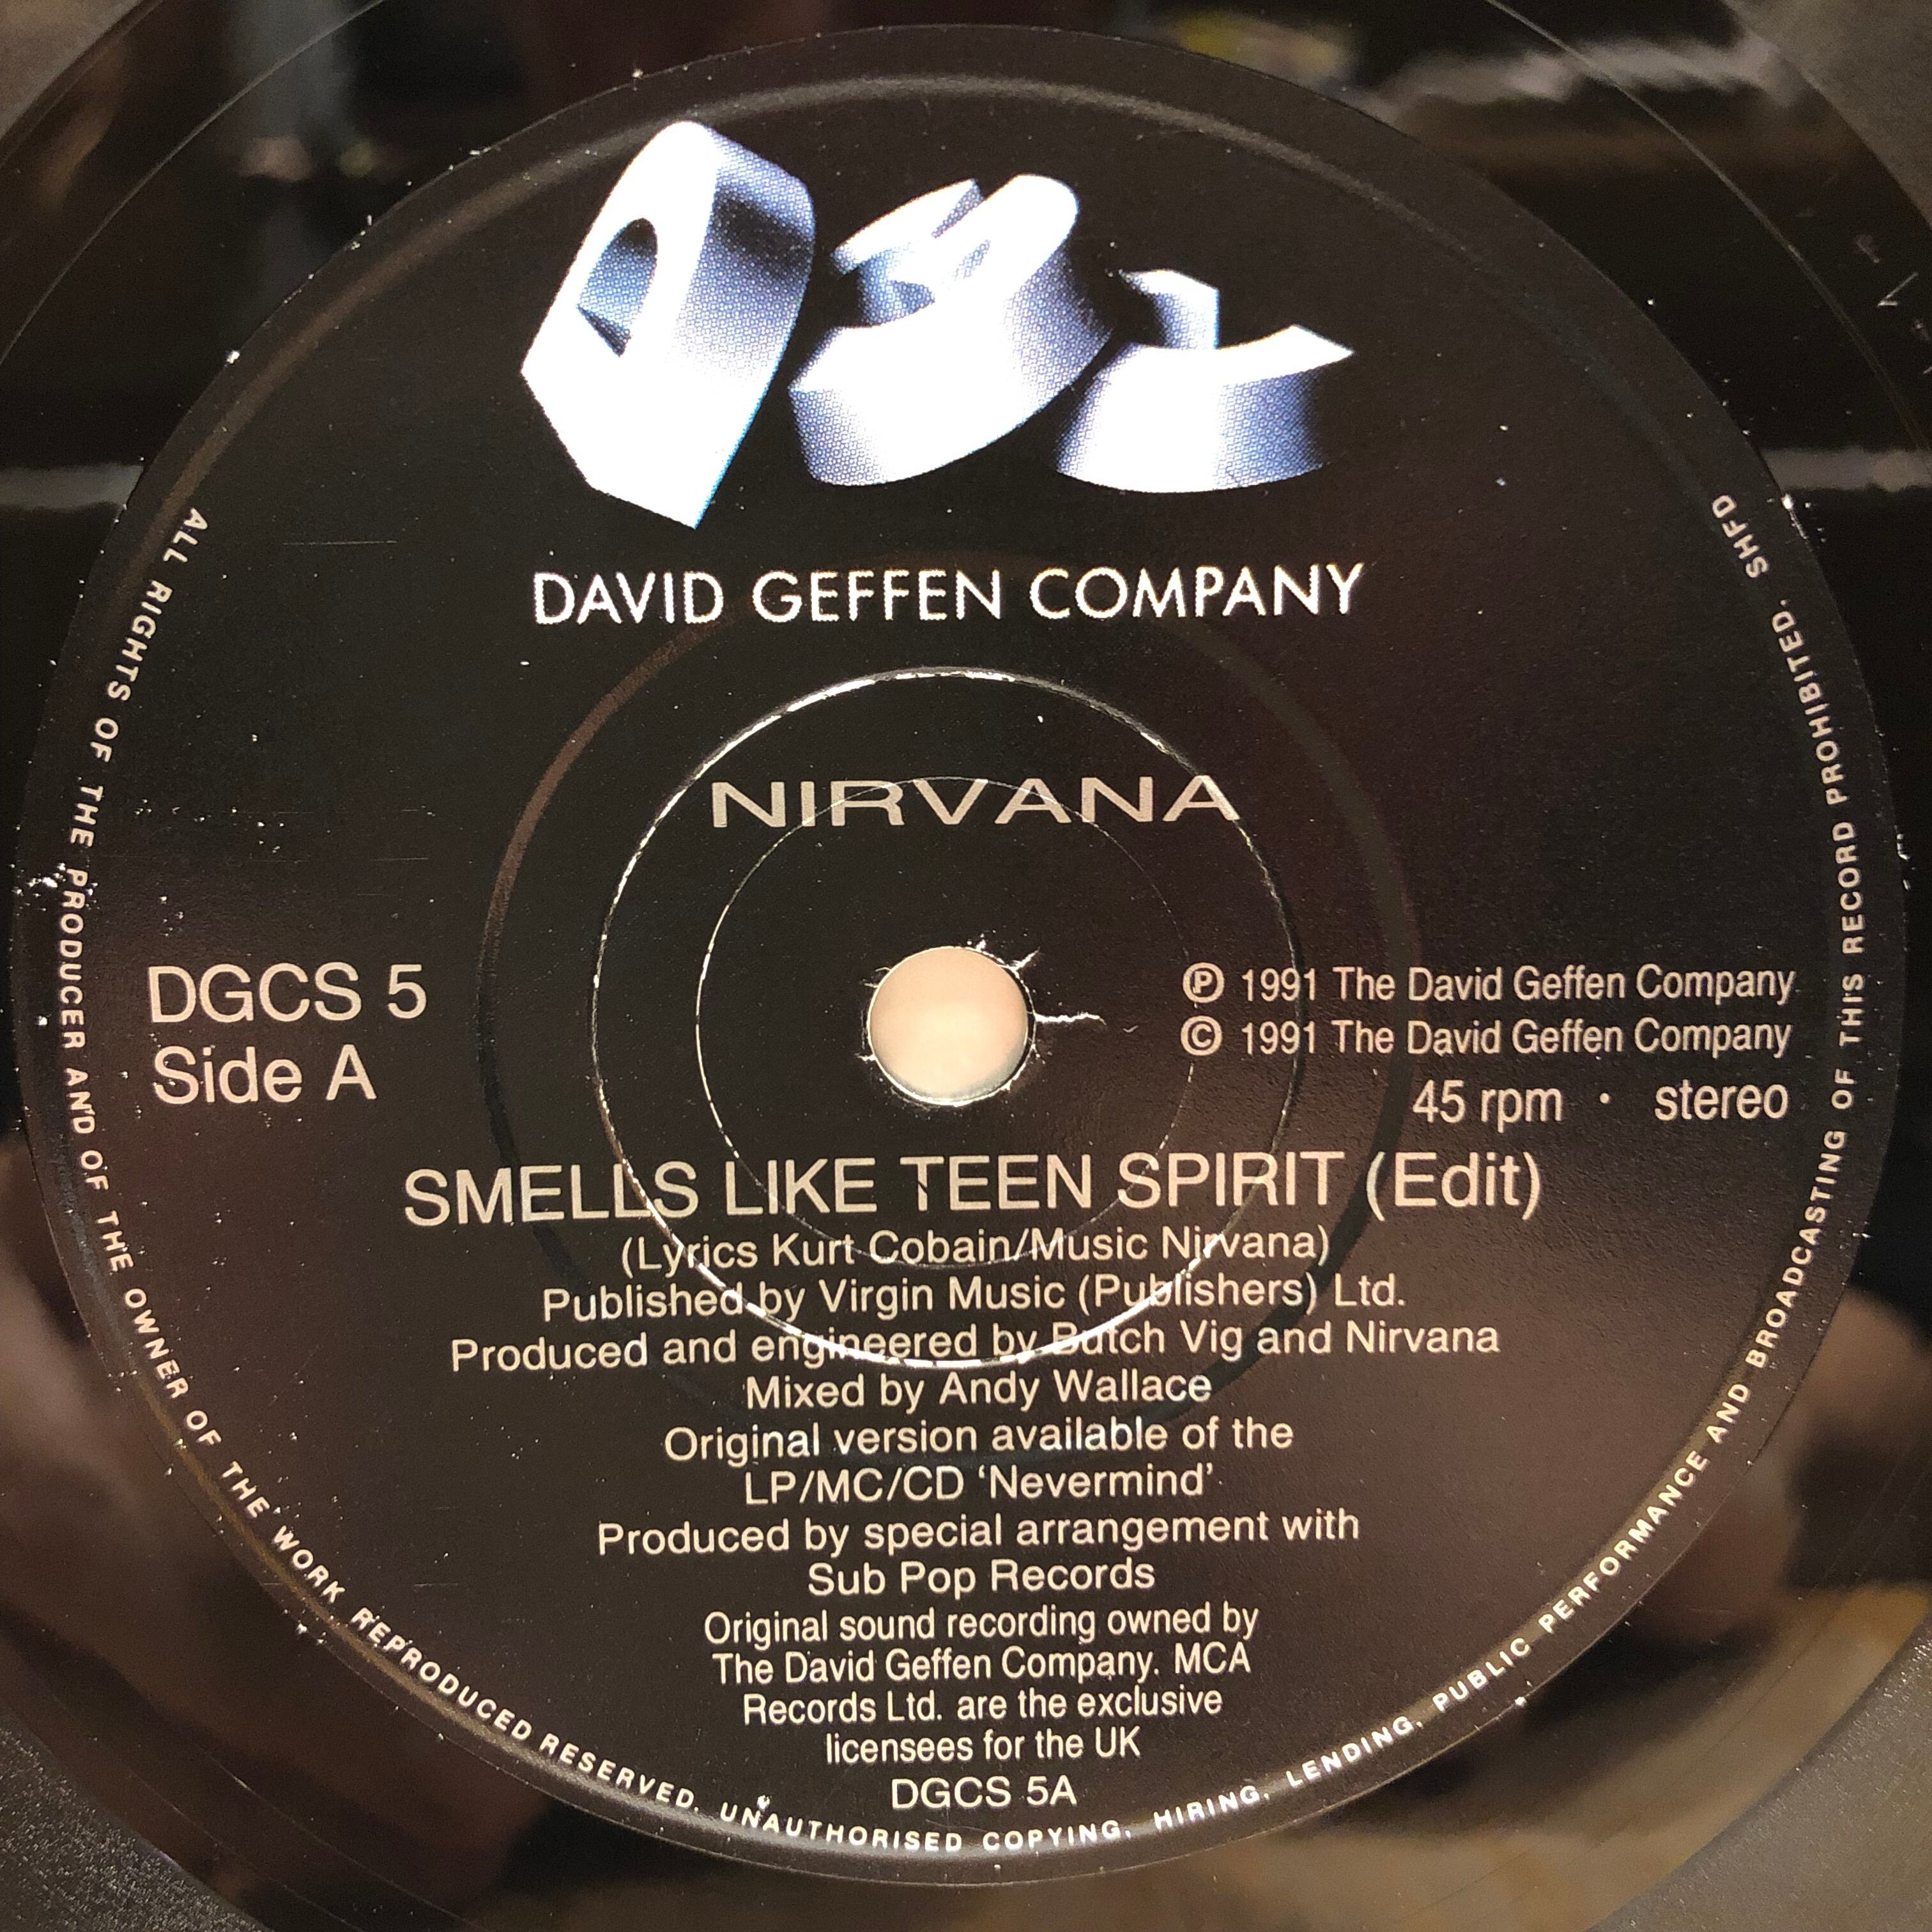 DGC
DAVID GEFFEN COMPANY
NIRVANA
DGCS 5
Side A
℗ 1991 The David Geffen Company
© 1991 The David Geffen Company
45 rpm · stereo
SMELLS LIKE TEEN SPIRIT (Edit)
(Lyrics Kurt Cobain/Music Nirvana)
Published by Virgin Music (Publishers) Ltd.
Produced and engineered by Butch Vig and Nirvana
Mixed by Andy Wallace
Original version available of the
LP/MC/CD ‘Nevermind’
Produced by special arrangement with
Sub Pop Records
Original sound recording owned by
The David Geffen Company. MCA
Records Ltd. are the exclusive
licensees for the UK
DGCS 5A
ALL RIGHTS OF THE PRODUCER AND OF THE OWNER OF THE WORK REPRODUCED RESERVED. UNAUTHORISED COPYING, HIRING, LENDING, PUBLIC PERFORMANCE AND BROADCASTING OF THIS RECORD PROHIBITED. SHFD